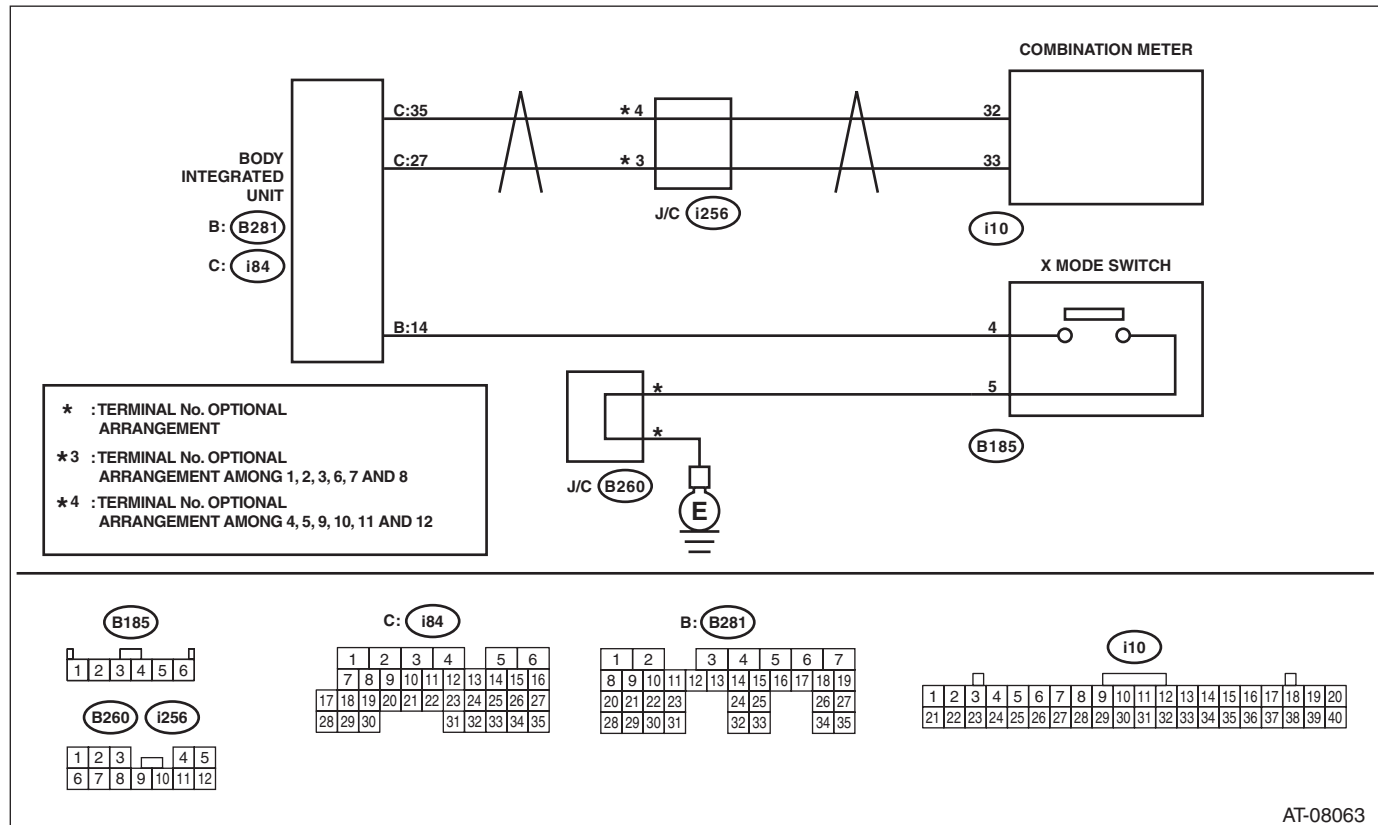 COMBINATION METER
C:35
* 4
32
C:27
* 3
33
BODY
INTEGRATED
UNIT
B: B281
C: i84
J/C i256
i10
X MODE SWITCH
B:14
4
*
5
*
J/C B260
E
B185
* : TERMINAL No. OPTIONAL
ARRANGEMENT
*3 : TERMINAL No. OPTIONAL
ARRANGEMENT AMONG 1, 2, 3, 6, 7 AND 8
*4 : TERMINAL No. OPTIONAL
ARRANGEMENT AMONG 4, 5, 9, 10, 11 AND 12
B185
1 2 3 4 5 6
B260 i256
1 2 3 4 5
6 7 8 9 10 11 12
C: i84
1 2 3 4 5 6
7 8 9 10 11 12 13 14 15 16
17 18 19 20 21 22 23 24 25 26 27
28 29 30 31 32 33 34 35
B: B281
1 2 3 4 5 6 7
8 9 10 11 12 13 14 15 16 17 18 19
20 21 22 23 24 25 26 27
28 29 30 31 32 33 34 35
i10
1 2 3 4 5 6 7 8 9 10 11 12 13 14 15 16 17 18 19 20
21 22 23 24 25 26 27 28 29 30 31 32 33 34 35 36 37 38 39 40
AT-08063